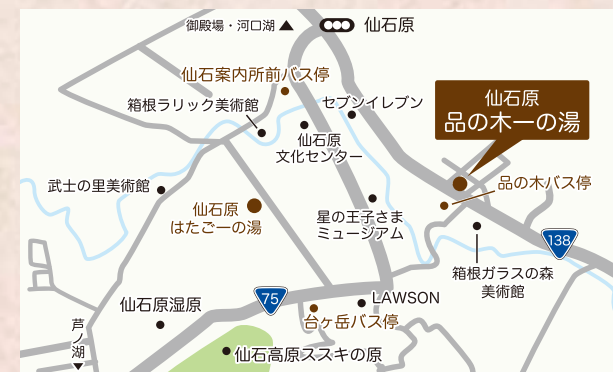 御殿場・河口湖▲
仙石原
仙石案内所前バス停
箱根ラリック美術館
セブンイレブン
仙石原
文化センター
仙石原
品の木一の湯
武士の里美術館
仙石原
はたご一の湯
星の王子さま
ミュージアム
品の木バス停
138
箱根ガラスの森
美術館
75
LAWSON
仙石原湿原
台ヶ岳バス停
芦ノ湖▼
仙石高原ススキの原